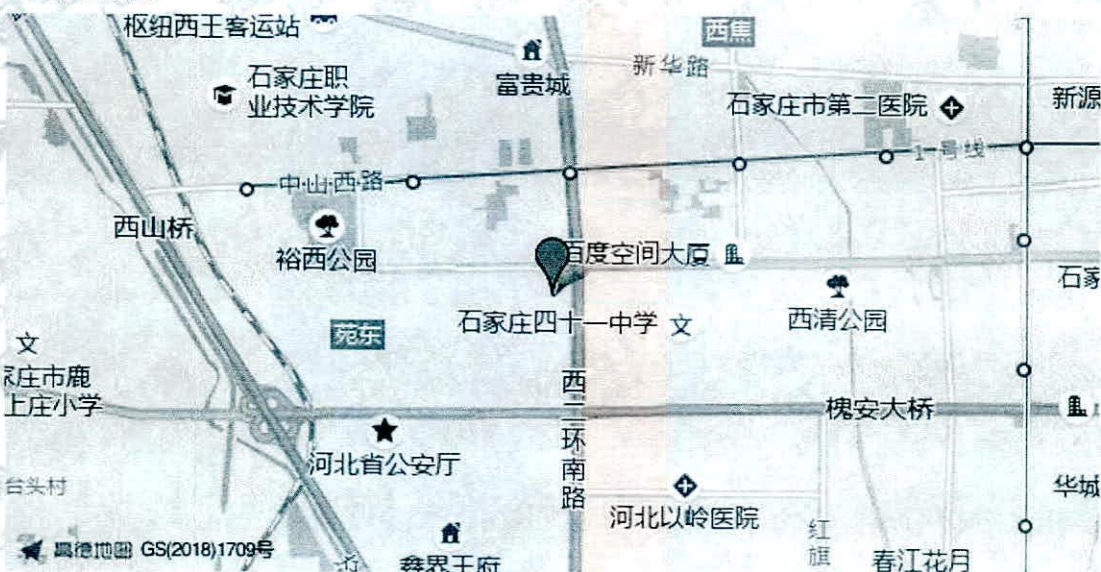 枢纽西王客运站
西焦
新华路
石家庄职
业技术学院
富贵城
石家庄市第二医院
新源
1号线
中山西路
西山桥
裕西公园
百度空间大厦
石家
石家庄四十一中学
文
西清公园
苑东
文
家庄市鹿
上庄小学
西二环南路
槐安大桥
河北省公安厅
台头村
华城
河北以岭医院
红旗
高德地图 GS(2018)1709号
鑫界王府
春江花月